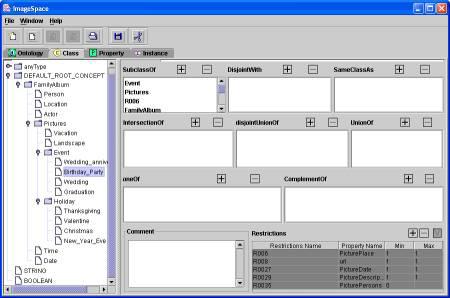 ImageSpace
File Window Help
Ontology Class Property Instance
anyType
DEFAULT_ROOT_CONCEPT
FamilyAlbum
Person
Location
Actor
Pictures
Vacation
Landscape
Event
Wedding_anniv
Birthday_Party
Wedding
Graduation
Holiday
Thanksgiving
Valentine
Christmas
New_Year_Eve
Time
Date
STRING
BOOLEAN
SubclassOf DisjointWith SameClassAs
Event
Pictures
R006
FamilyAlbum
IntersectionOf disjointUnionOf UnionOf
oneOf ComplementOf
Comment Restrictions
Restrictions Name Property Name Min Max
R006 PicturePlace 1 1
R008 url 1 1
R0027 PictureDate 1 1
R0029 PictureDescrip... 1 1
R0035 PicturePersons 0